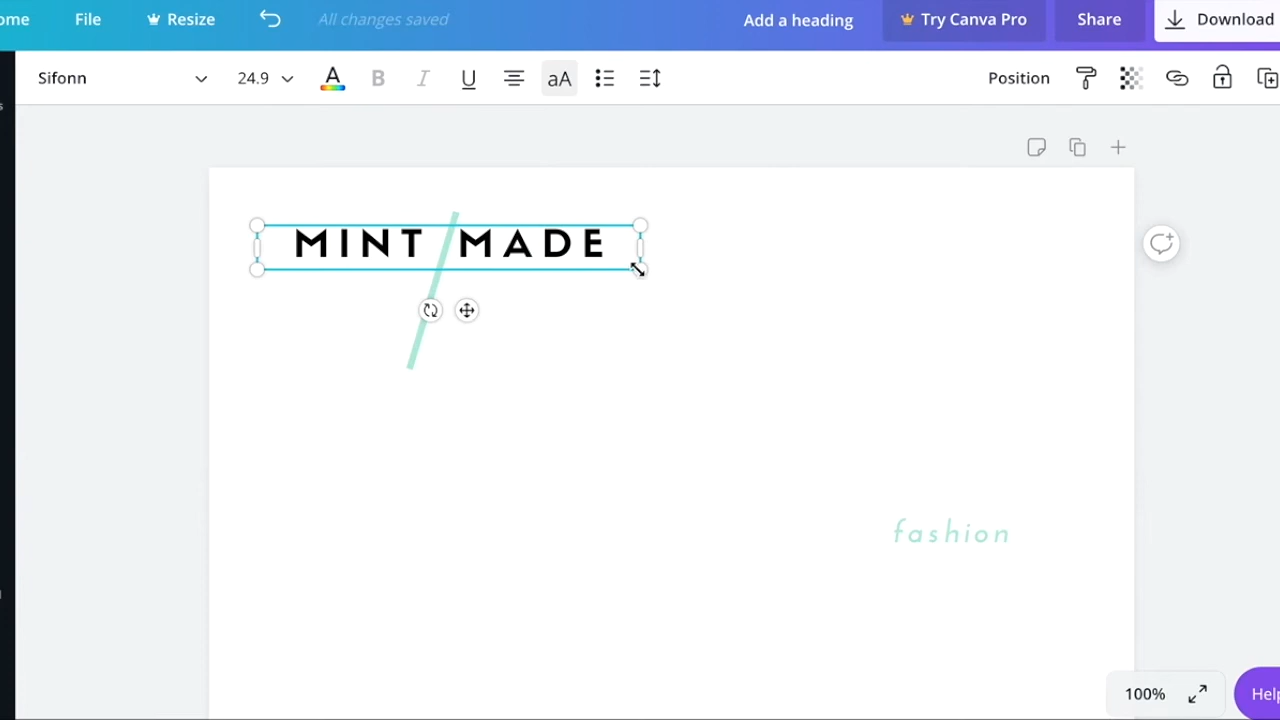 ome File Resize All changes saved Add a heading Try Canva Pro Share Download
Sifonn 24.9 A B I U aA Position
s
MINT MADE
fashion
100% Help